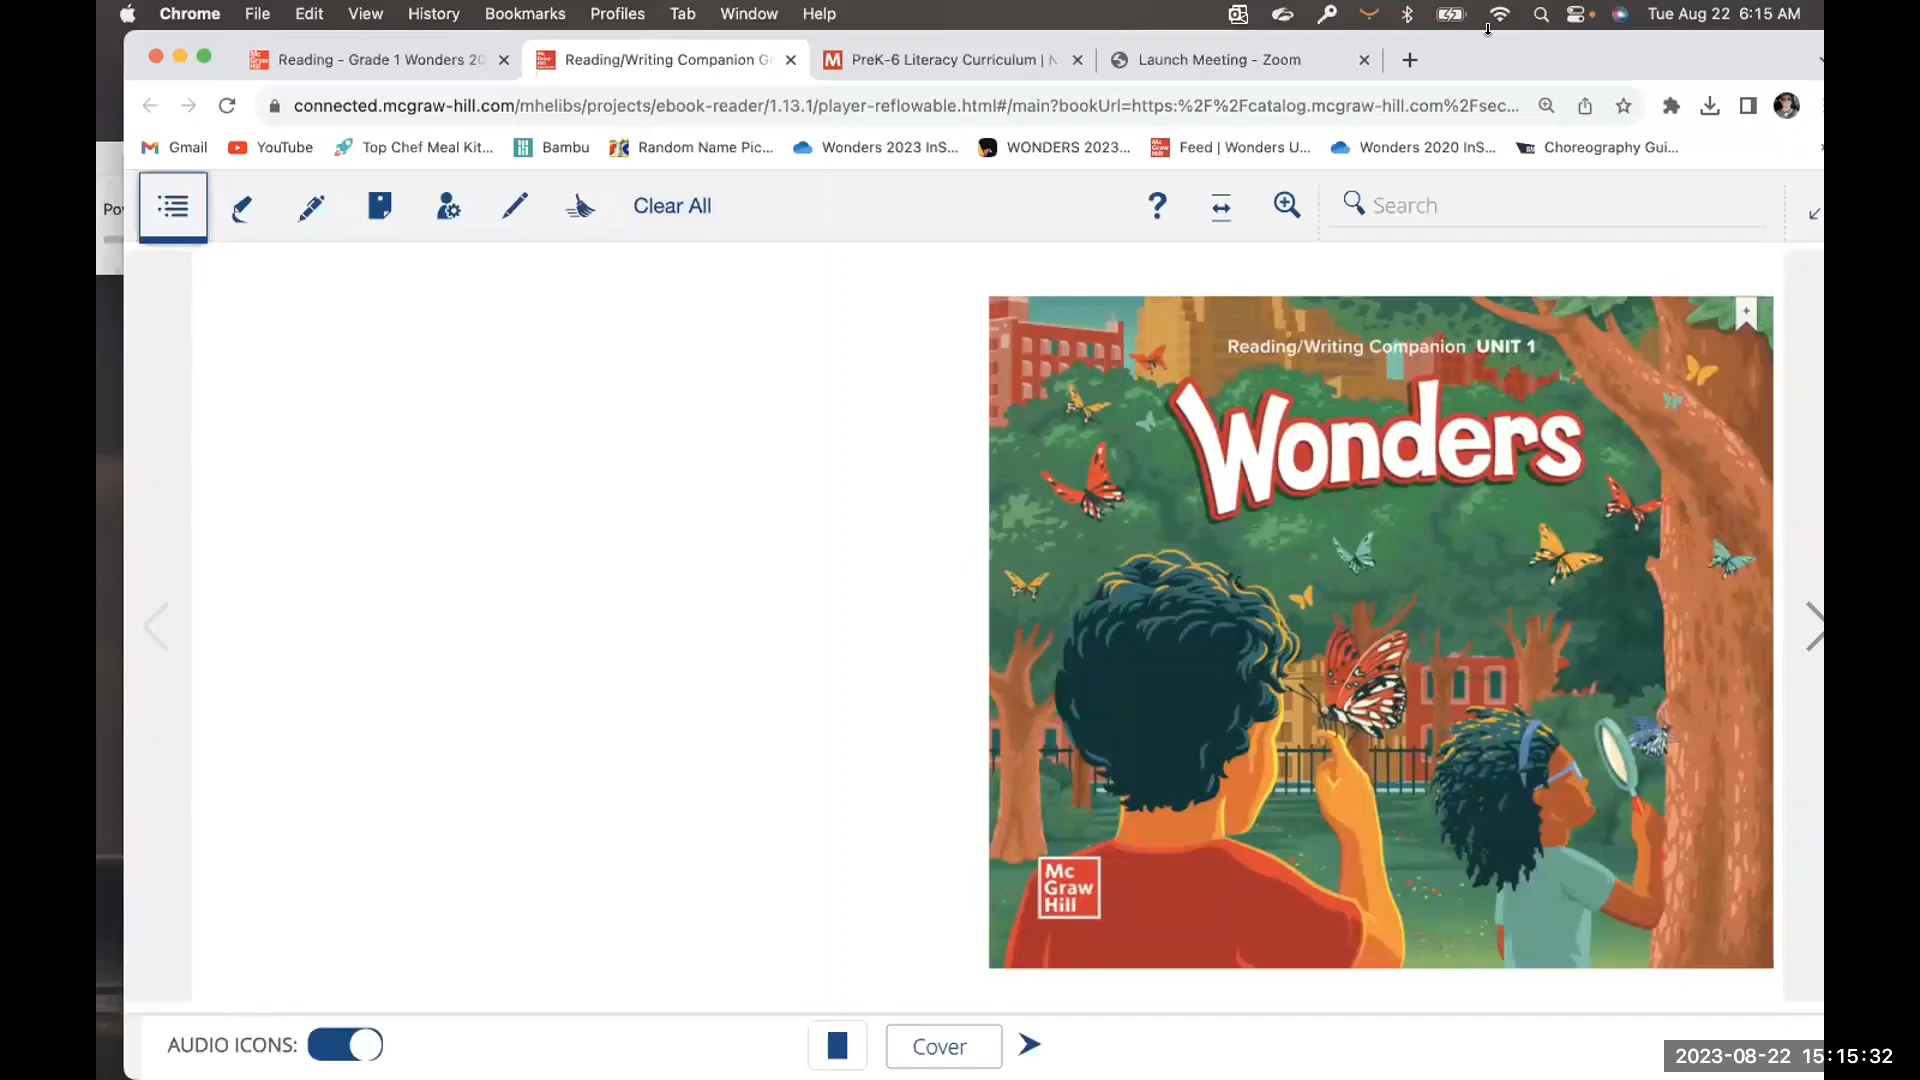 Chrome File Edit View History Bookmarks Profiles Tab Window Help Tue Aug 22 6:15 AM
Reading - Grade 1 Wonders 20 Reading/Writing Companion Gr PreK-6 Literacy Curriculum | N Launch Meeting - Zoom
connected.mcgraw-hill.com/mhelibs/projects/ebook-reader/1.13.1/player-reflowable.html#/main?bookUrl=https:%2F%2Fcatalog.mcgraw-hill.com%2Fsec...
Gmail YouTube Top Chef Meal Kit... Bambu Random Name Pic... Wonders 2023 InS... WONDERS 2023... Feed | Wonders U... Wonders 2020 InS... Choreography Gui...
Clear All ? Search
Reading/Writing Companion UNIT 1
Wonders
Mc
Graw
Hill
AUDIO ICONS: Cover
2023-08-22 15:15:32